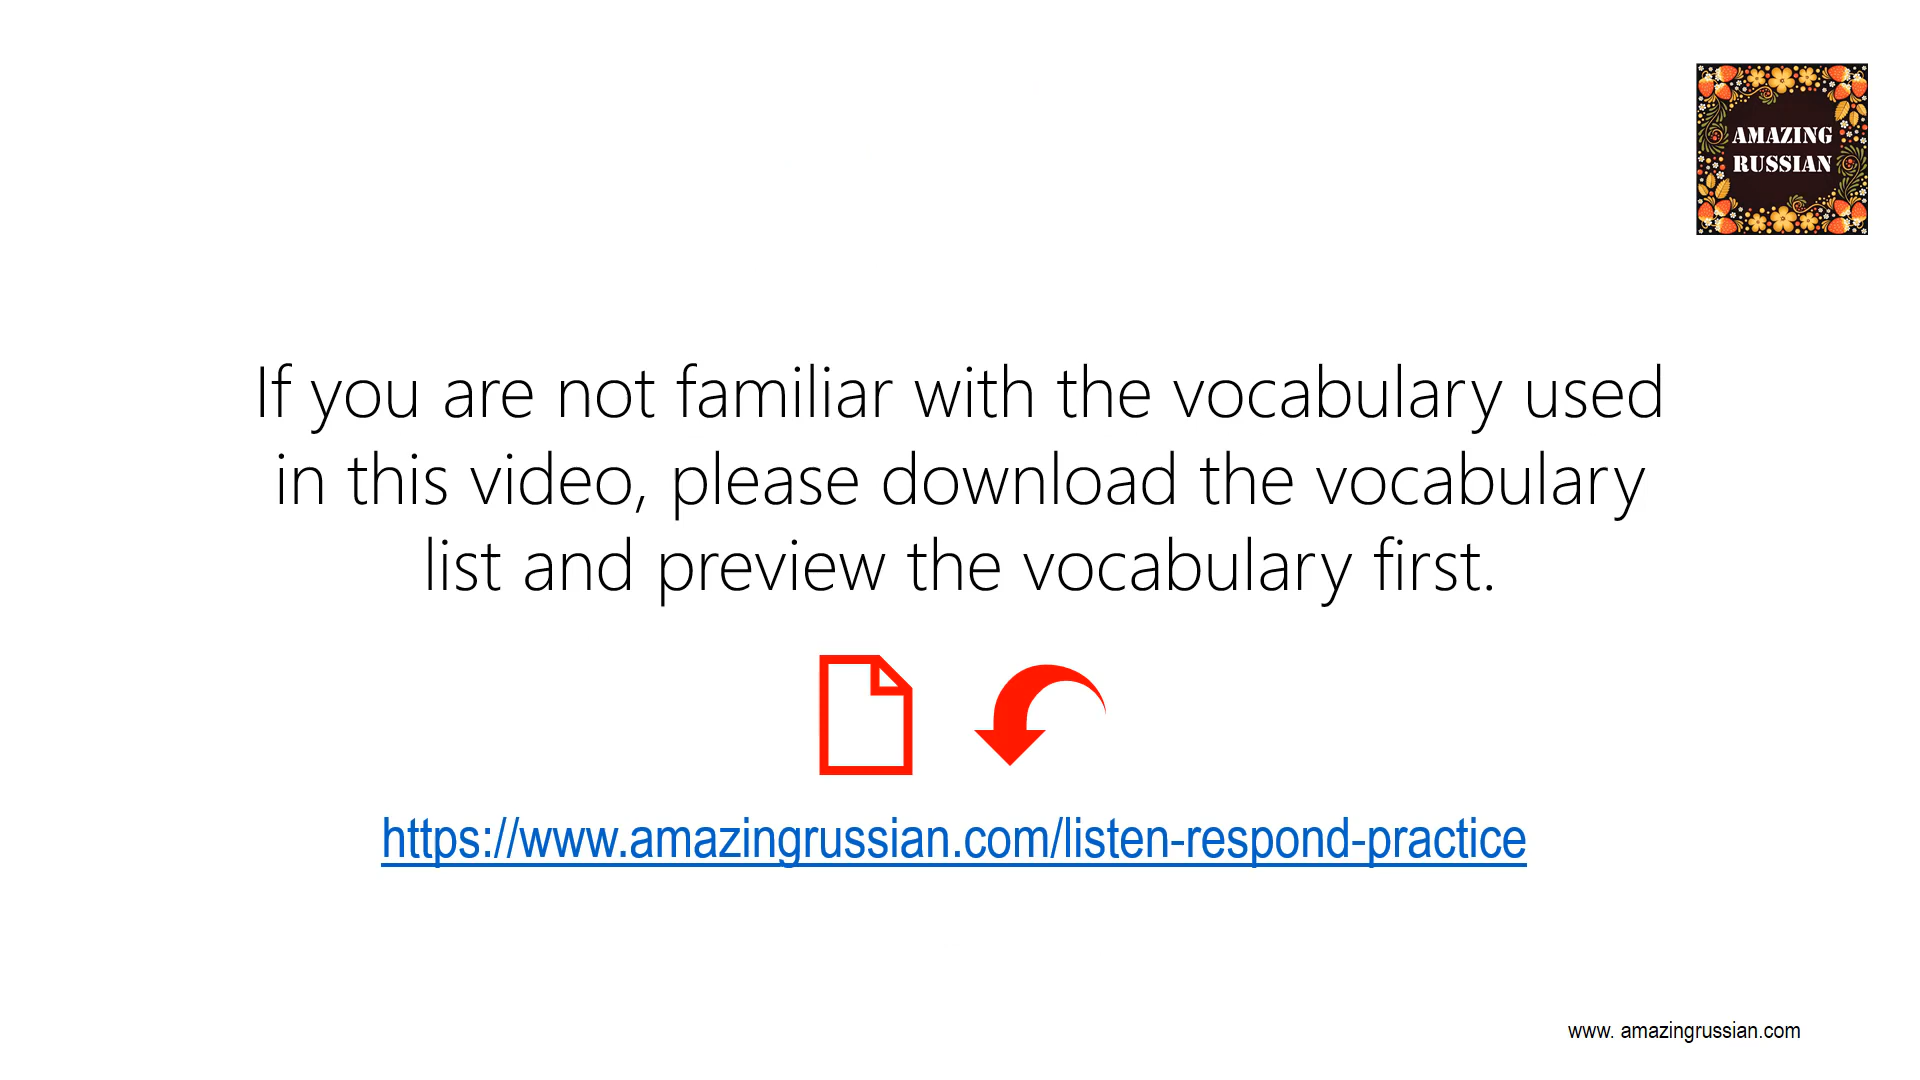 AMAZING
RUSSIAN
If you are not familiar with the vocabulary used
in this video, please download the vocabulary
list and preview the vocabulary first.
https://www.amazingrussian.com/listen-respond-practice
www. amazingrussian.com